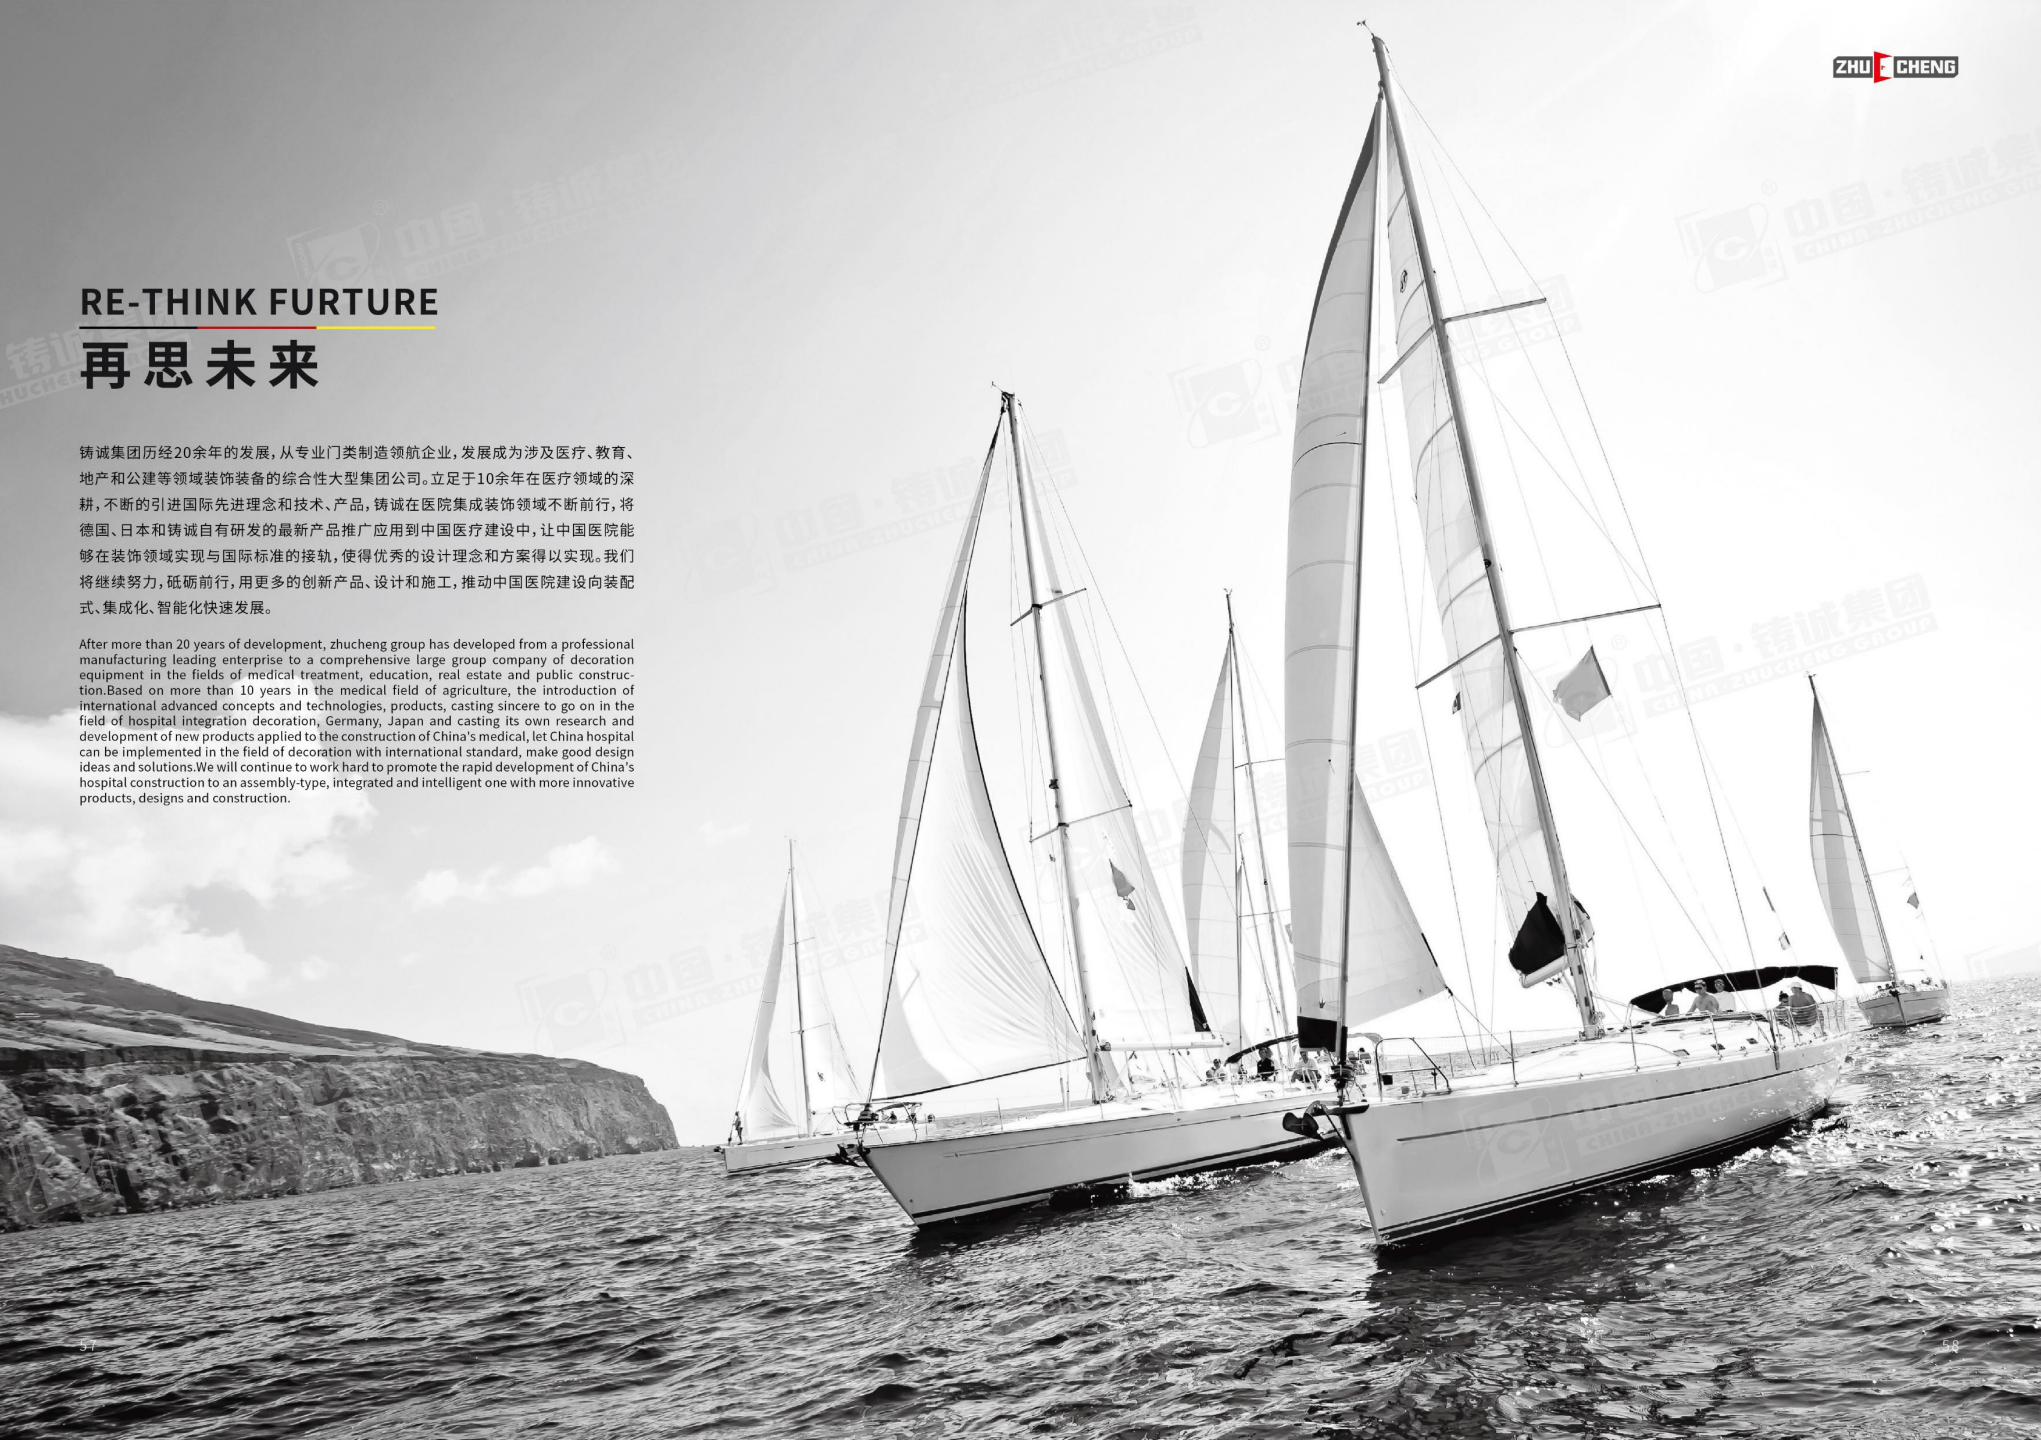 ZHU CHENG
RE-THINK FURTURE
再思未来
铸诚集团历经20余年的发展，从专业门类制造领航企业，发展成为涉及医疗、教育、
地产和公建等领域装饰装备的综合性大型集团公司。立足于10余年在医疗领域的深
耕，不断的引进国际先进理念和技术、产品，铸诚在医院集成装饰领域不断前行，将
德国、日本和铸诚自有研发的最新产品推广应用到中国医疗建设中，让中国医院能
够在装饰领域实现与国际标准的接轨，使得优秀的设计理念和方案得以实现。我们
将继续努力，砥砺前行，用更多的创新产品、设计和施工，推动中国医院建设向装配
式、集成化、智能化快速发展。
After more than 20 years of development, zhucheng group has developed from a professional
manufacturing leading enterprise to a comprehensive large group company of decoration
equipment in the fields of medical treatment, education, real estate and public construc-
tion.Based on more than 10 years in the medical field of agriculture, the introduction of
international advanced concepts and technologies, products, casting sincere to go on in the
field of hospital integration decoration, Germany, Japan and casting its own research and
development of new products applied to the construction of China's medical, let China hospital
can be implemented in the field of decoration with international standard, make good design
ideas and solutions.We will continue to work hard to promote the rapid development of China's
hospital construction to an assembly-type, integrated and intelligent one with more innovative
products, designs and construction.
中国·铸诚集团
CHINA·ZHUCHENG GROUP
57
58